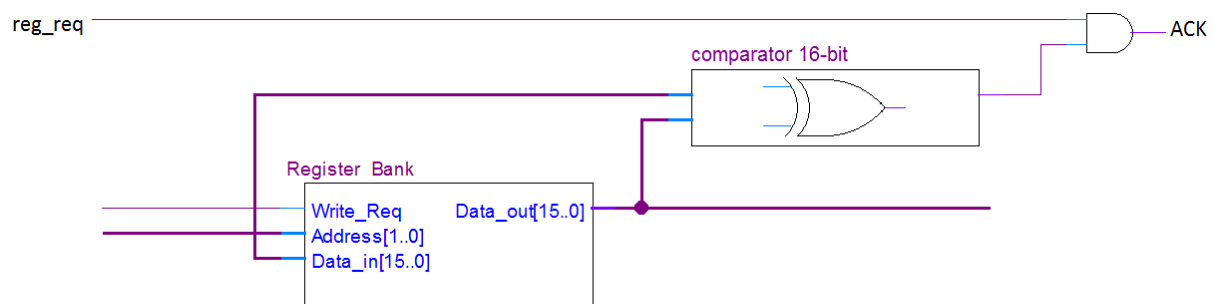 reg_req
ACK
comparator 16-bit
Register Bank
Write_Req
Data_out[15..0]
Address[1..0]
Data_in[15..0]